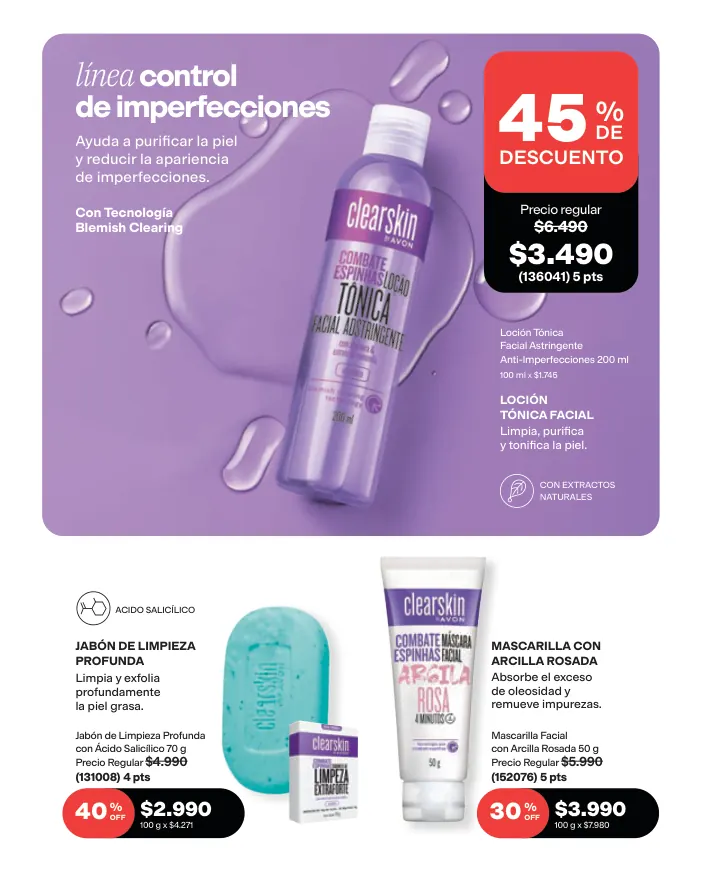 línea control
de imperfecciones
Ayuda a purificar la piel
y reducir la apariencia
de imperfecciones.
Con Tecnología
Blemish Clearing
45%
DE
DESCUENTO
Precio regular
$6.490
$3.490
(136041) 5 pts
clearskin
BY AVON
COMBATE
ESPINHAS
LOÇÃO
TÔNICA
FACIAL ADSTRINGENTE
200 ml
Loción Tónica
Facial Astringente
Anti-Imperfecciones 200 ml
100 ml x $1.745
LOCIÓN
TÓNICA FACIAL
Limpia, purifica
y tonifica la piel.
CON EXTRACTOS
NATURALES
ACIDO SALICÍLICO
JABÓN DE LIMPIEZA
PROFUNDA
Limpia y exfolia
profundamente
la piel grasa.
Jabón de Limpieza Profunda
con Ácido Salicílico 70 g
Precio Regular $4.990
(131008) 4 pts
40%
OFF
$2.990
100 g x $4.271
clearskin
clearskin
LIMPEZA
EXTRAFORTE
clearskin
BY AVON
COMBATE
ESPINHAS
MÁSCARA
FACIAL
ARGILA
ROSA
4 MINUTOS
50 g
MASCARILLA CON
ARCILLA ROSADA
Absorbe el exceso
de oleosidad y
remueve impurezas.
Mascarilla Facial
con Arcilla Rosada 50 g
Precio Regular $5.990
(152076) 5 pts
30%
OFF
$3.990
100 g x $7.980